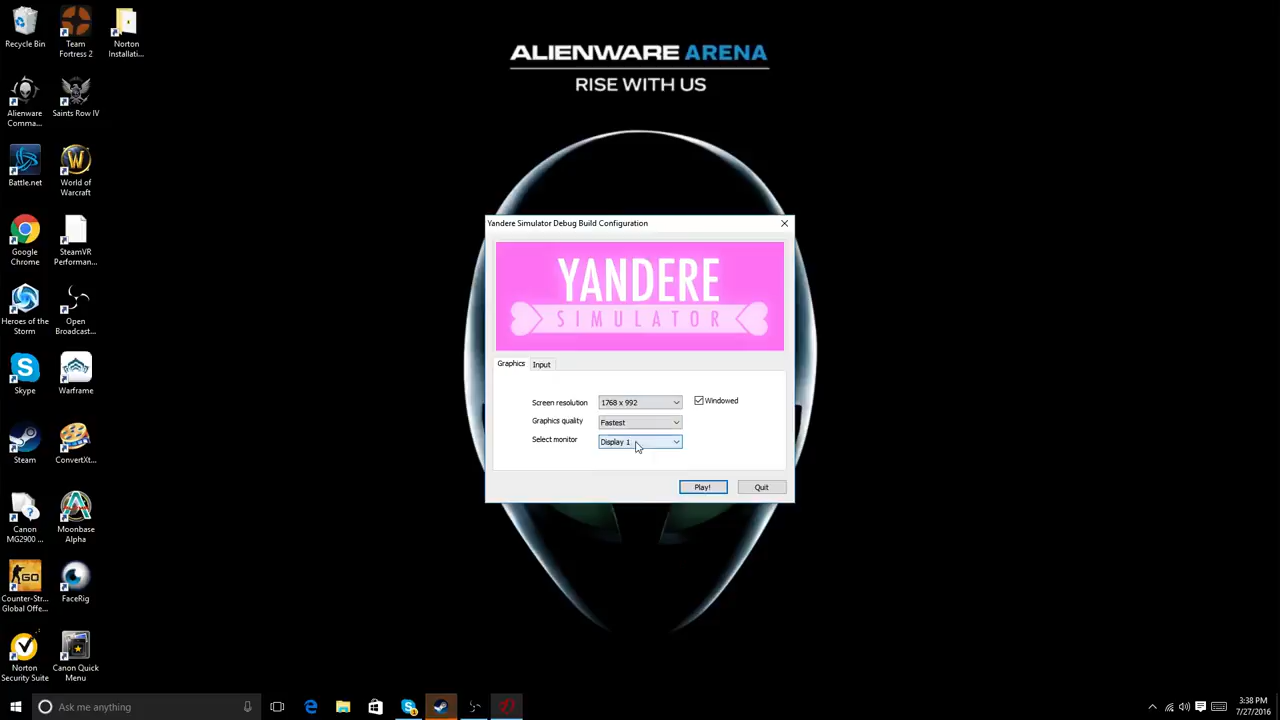 Recycle Bin
Team
Fortress 2
Norton
Installati...
Alienware
Comma...
Saints Row IV
Battle.net
World of
Warcraft
Google
Chrome
SteamVR
Performan...
Heroes of the
Storm
Open
Broadcast...
Skype
Warframe
Steam
ConvertXt...
Canon
MG2900 ...
Moonbase
Alpha
GO
Counter-Str...
Global Offe...
FaceRig
Norton
Security Suite
Canon Quick
Menu
ALIENWARE ARENA
RISE WITH US
Yandere Simulator Debug Build Configuration
YANDERE
SIMULATOR
Graphics
Input
Screen resolution
1768 x 992
Windowed
Graphics quality
Fastest
Select monitor
Display 1
Play!
Quit
Ask me anything
3:38 PM
7/27/2016